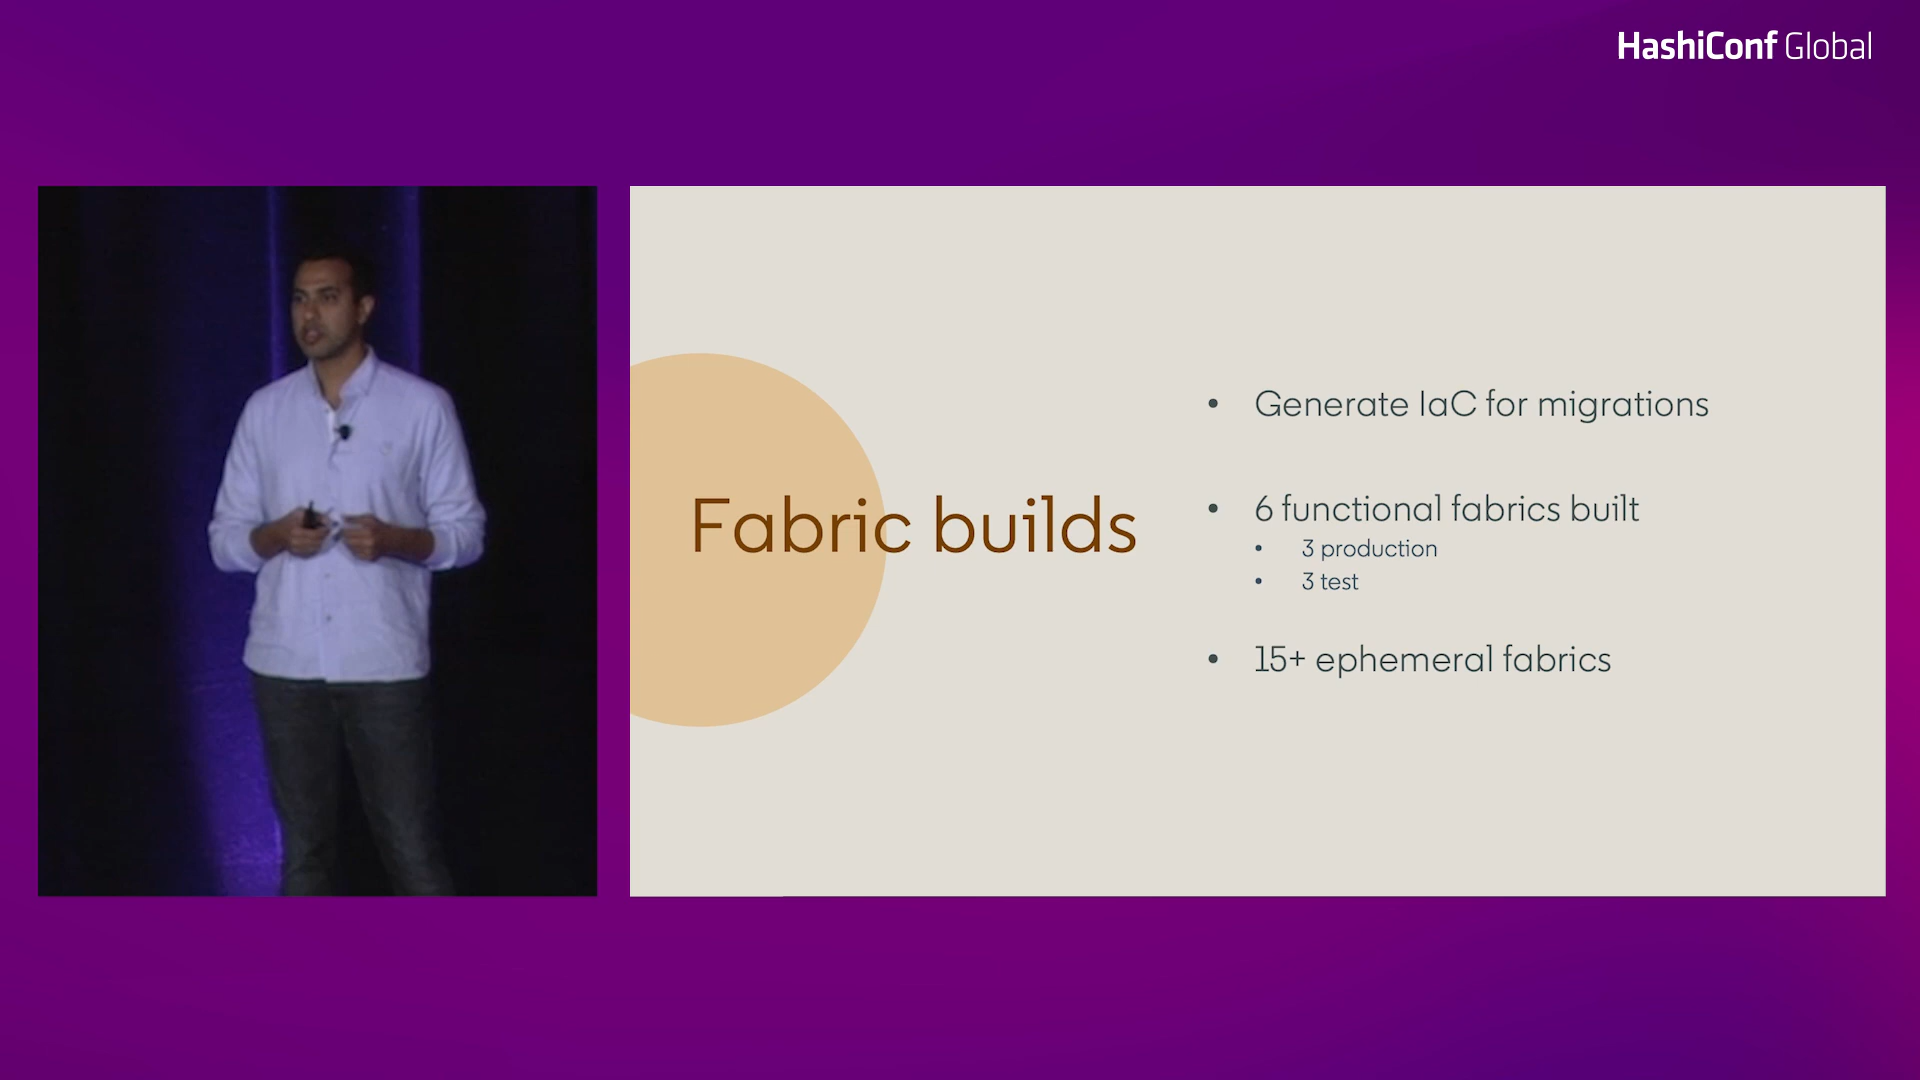 HashiConf Global
Fabric builds
• Generate IaC for migrations
• 6 functional fabrics built
• 3 production
• 3 test
• 15+ ephemeral fabrics